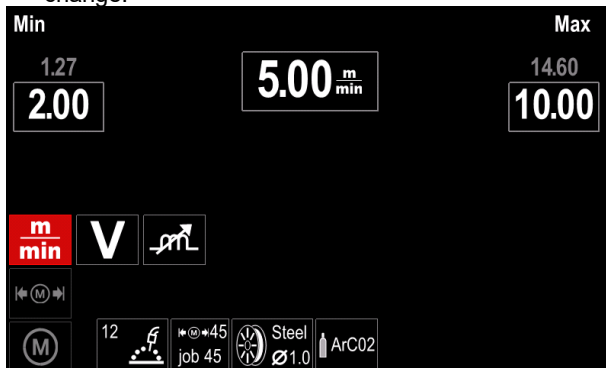 change.
Min Max
1.27 14.60
2.00 5.00 m/min 10.00
m/min V
M
M 12 M 45 job 45 Steel Ø1.0 ArC02